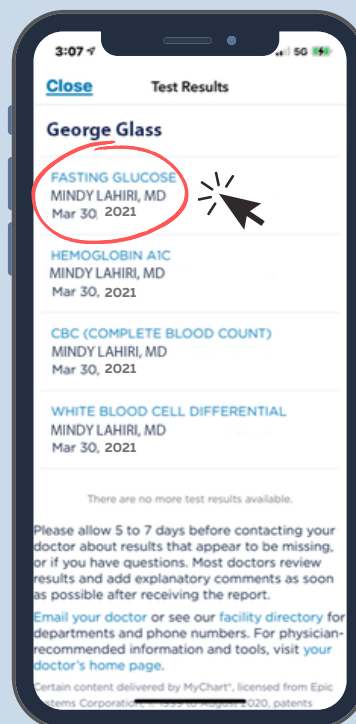 3:07
5G
Close
Test Results
George Glass
FASTING GLUCOSE
MINDY LAHIRI, MD
Mar 30, 2021
HEMOGLOBIN A1C
MINDY LAHIRI, MD
Mar 30, 2021
CBC (COMPLETE BLOOD COUNT)
MINDY LAHIRI, MD
Mar 30, 2021
WHITE BLOOD CELL DIFFERENTIAL
MINDY LAHIRI, MD
Mar 30, 2021
There are no more test results available.
Please allow 5 to 7 days before contacting your
doctor about results that appear to be missing,
or if you have questions. Most doctors review
results and add explanatory comments as soon
as possible after receiving the report.
Email your doctor or see our facility directory for
departments and phone numbers. For physician-
recommended information and tools, visit your
doctor's home page.
Certain content delivered by MyChart®, licensed from Epic
Systems Corporation, © 1999 to August 2020, patents